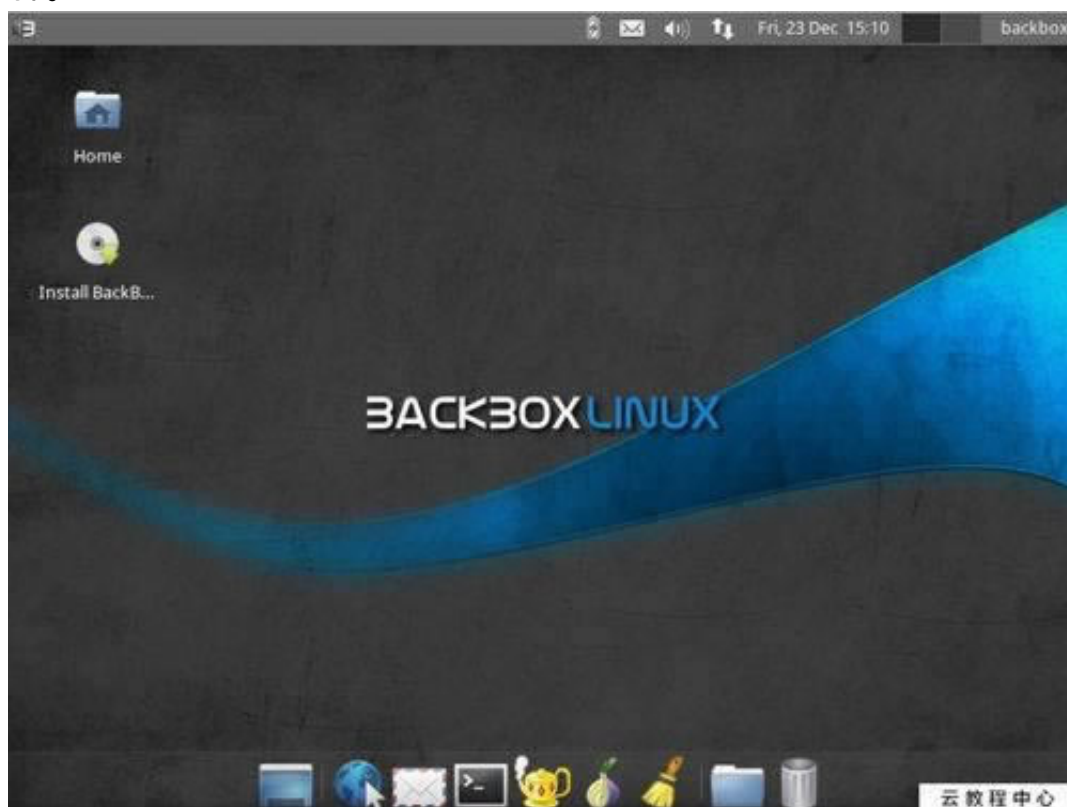 Fri, 23 Dec 15:10
backbox
Home
Install BackB...
BACKBOX LINUX
云教程中心